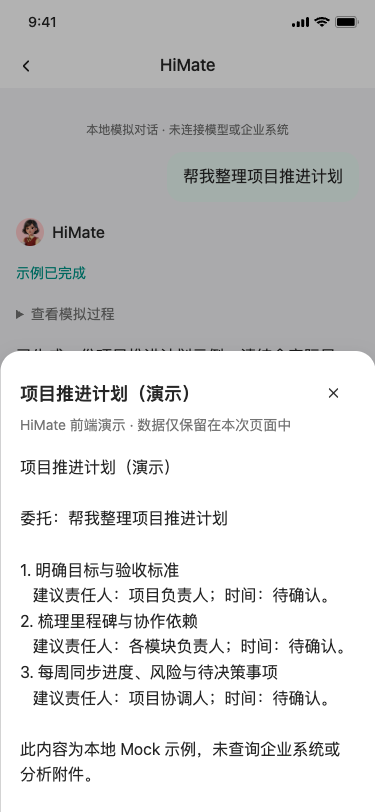 9:41
HiMate
本地模拟对话 · 未连接模型或企业系统
帮我整理项目推进计划
HiMate
示例已完成
▶ 查看模拟过程
项目推进计划（演示）
×
HiMate 前端演示 · 数据仅保留在本次页面中
项目推进计划（演示）
委托：帮我整理项目推进计划
1. 明确目标与验收标准
建议责任人：项目负责人；时间：待确认。
2. 梳理里程碑与协作依赖
建议责任人：各模块负责人；时间：待确认。
3. 每周同步进度、风险与待决策事项
建议责任人：项目协调人；时间：待确认。
此内容为本地 Mock 示例，未查询企业系统或
分析附件。